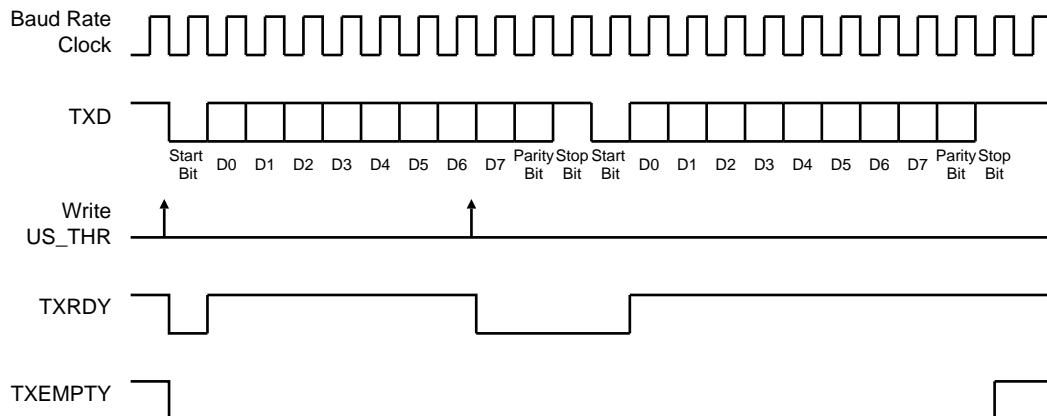 Baud Rate
Clock
TXD
Start
Bit
D0 D1 D2 D3 D4 D5 D6 D7
Parity
Bit
Stop
Bit
Start
Bit
D0 D1 D2 D3 D4 D5 D6 D7
Parity
Bit
Stop
Bit
Write
US_THR
TXRDY
TXEMPTY